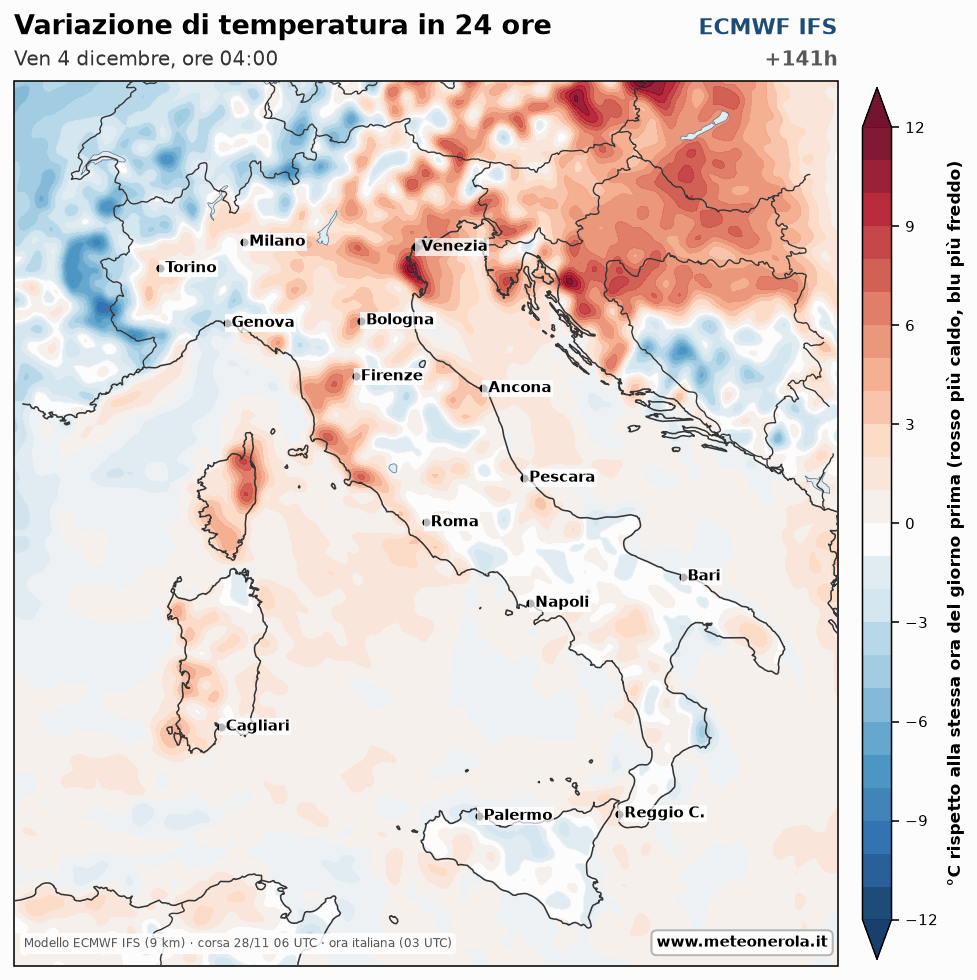 Variazione di temperatura in 24 ore
ECMWF IFS
Ven 4 dicembre, ore 04:00
+141h
Milano
Venezia
Torino
Genova
Bologna
Firenze
Ancona
Pescara
Roma
Bari
Napoli
Cagliari
Palermo
Reggio C.
12
9
6
3
0
−3
−6
−9
−12
°C rispetto alla stessa ora del giorno prima (rosso più caldo, blu più freddo)
Modello ECMWF IFS (9 km) · corsa 28/11 06 UTC · ora italiana (03 UTC)
www.meteonerola.it